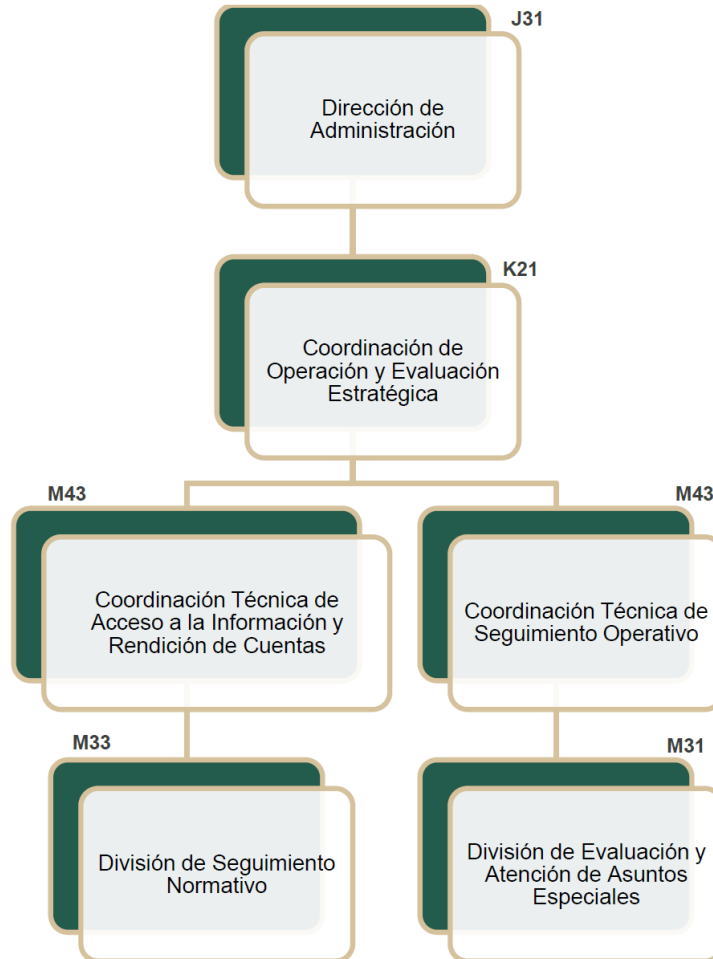 J31
Dirección de
Administración
K21
Coordinación de
Operación y Evaluación
Estratégica
M43
Coordinación Técnica de
Acceso a la Información y
Rendición de Cuentas
M43
Coordinación Técnica de
Seguimiento Operativo
M33
División de Seguimiento
Normativo
M31
División de Evaluación y
Atención de Asuntos
Especiales